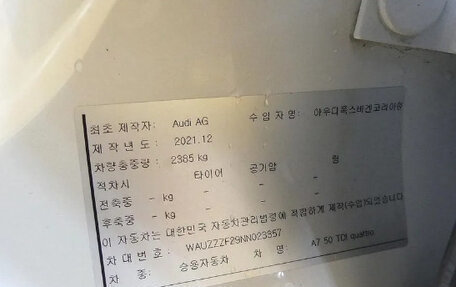 최초 제작자: Audi AG 수 입 자 명: 아우디폭스바겐코리아㈜
제 작 년 도 : 2021.12
차량총중량 : 2385 kg
적차시 타이어 공기압 림
전축중 - kg - -
후축중 - kg - -
이 자동차는 대한민국 자동차관리법령에 적합하게 제작(수입)되었습니다
차 대 번 호 : WAUZZZF29NN023357
차 종: 승용자동차 차 명: A7 50 TDI quattro